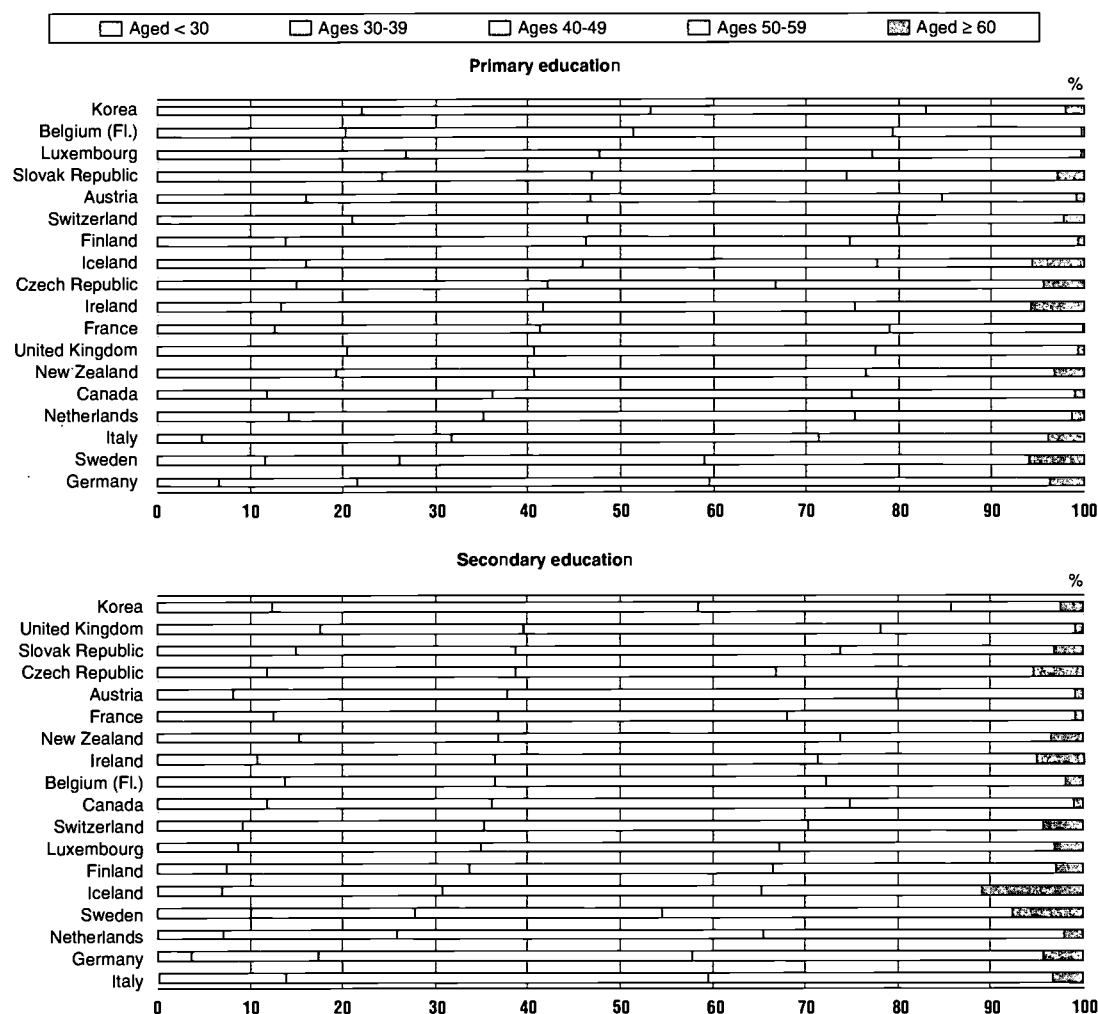 Aged < 30 Ages 30-39 Ages 40-49 Ages 50-59 Aged ≥ 60
Primary education
%
Korea
Belgium (Fl.)
Luxembourg
Slovak Republic
Austria
Switzerland
Finland
Iceland
Czech Republic
Ireland
France
United Kingdom
New Zealand
Canada
Netherlands
Italy
Sweden
Germany
0 10 20 30 40 50 60 70 80 90 100
Secondary education
%
Korea
United Kingdom
Slovak Republic
Czech Republic
Austria
France
New Zealand
Ireland
Belgium (Fl.)
Canada
Switzerland
Luxembourg
Finland
Iceland
Sweden
Netherlands
Germany
Italy
0 10 20 30 40 50 60 70 80 90 100